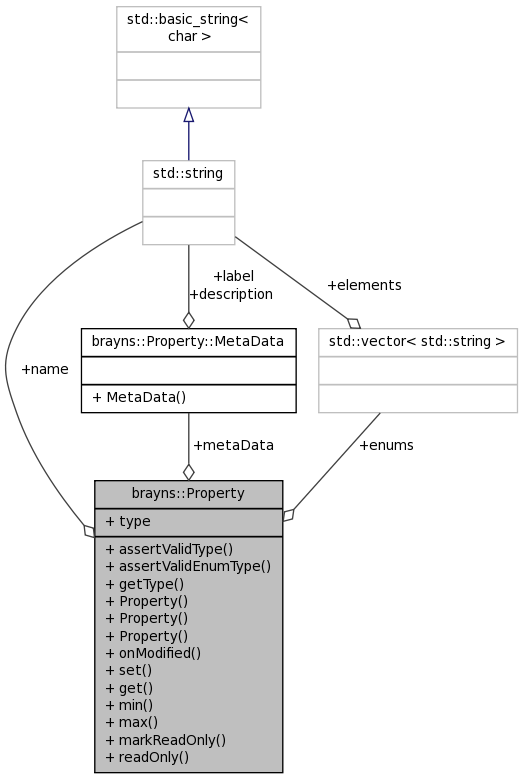 std::basic_string<
char >
std::string
+label
+description
+elements
brayns::Property::MetaData
+ MetaData()
std::vector< std::string >
+name
+metaData
+enums
brayns::Property
+ type
+ assertValidType()
+ assertValidEnumType()
+ getType()
+ Property()
+ Property()
+ Property()
+ onModified()
+ set()
+ get()
+ min()
+ max()
+ markReadOnly()
+ readOnly()